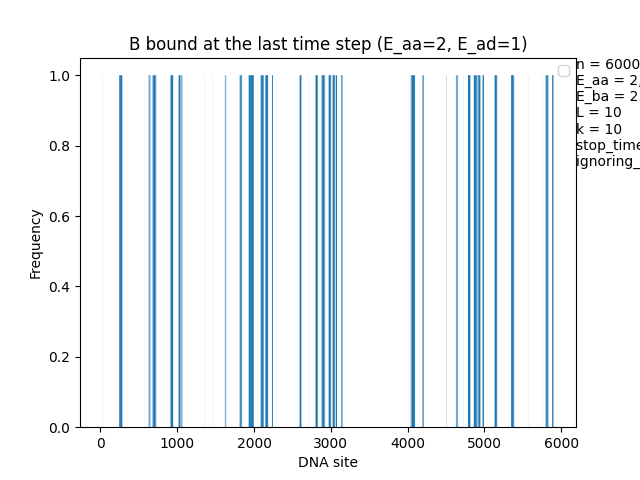 B bound at the last time step (E_aa=2, E_ad=1)
n = 6000
E_aa = 2,
E_ba = 2
L = 10
k = 10
stop_time
ignoring_
1.0
0.8
0.6
0.4
0.2
0.0
Frequency
0
1000
2000
3000
4000
5000
6000
DNA site